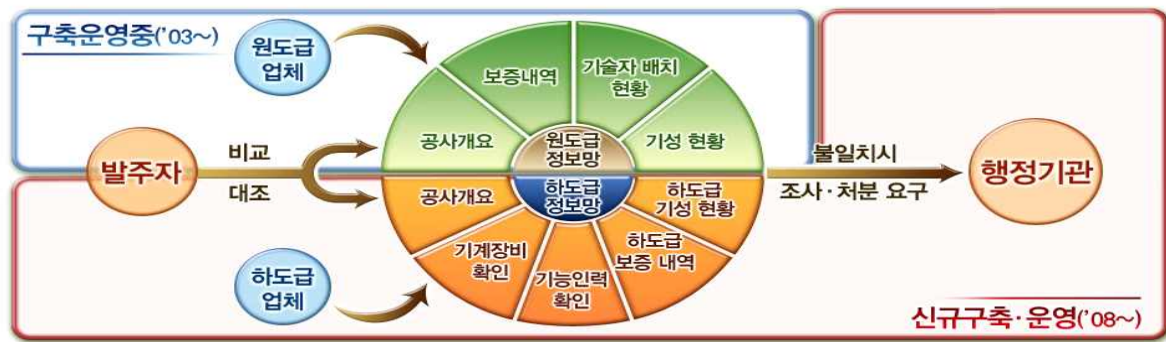 구축운영중('03~)
원도급
업체
보증내역
기술자 배치
현황
공사개요
원도급
정보망
기성 현황
발주자
비교
대조
불일치시
조사·처분 요구
행정기관
공사개요
하도급
정보망
하도급
기성 현황
기계장비
확인
기능인력
확인
하도급
보증 내역
하도급
업체
신규구축·운영('08~)